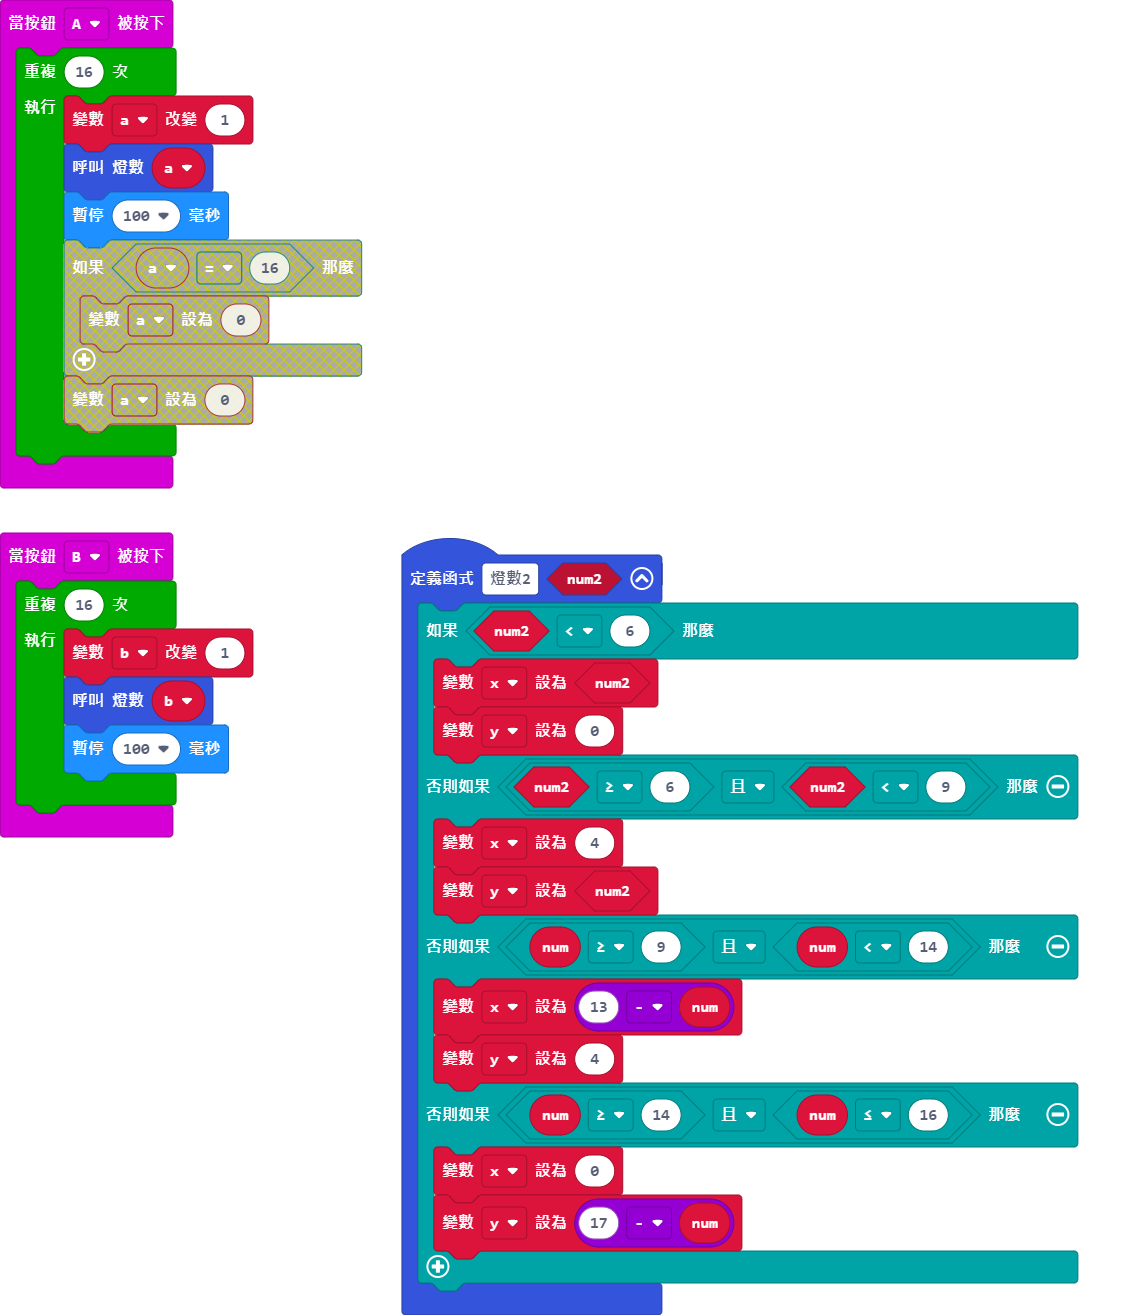 當按鈕 A 被按下
重複 16 次
執行
變數 a 改變 1
呼叫 燈數 a
暫停 100 毫秒
如果 a = 16 那麼
變數 a 設為 0
變數 a 設為 0
當按鈕 B 被按下
重複 16 次
執行
變數 b 改變 1
呼叫 燈數 b
暫停 100 毫秒
定義函式 燈數2 num2
如果 num2 < 6 那麼
變數 x 設為 num2
變數 y 設為 0
否則如果 num2 ≥ 6 且 num2 < 9 那麼
變數 x 設為 4
變數 y 設為 num2
否則如果 num ≥ 9 且 num < 14 那麼
變數 x 設為 13 - num
變數 y 設為 4
否則如果 num ≥ 14 且 num ≤ 16 那麼
變數 x 設為 0
變數 y 設為 17 - num